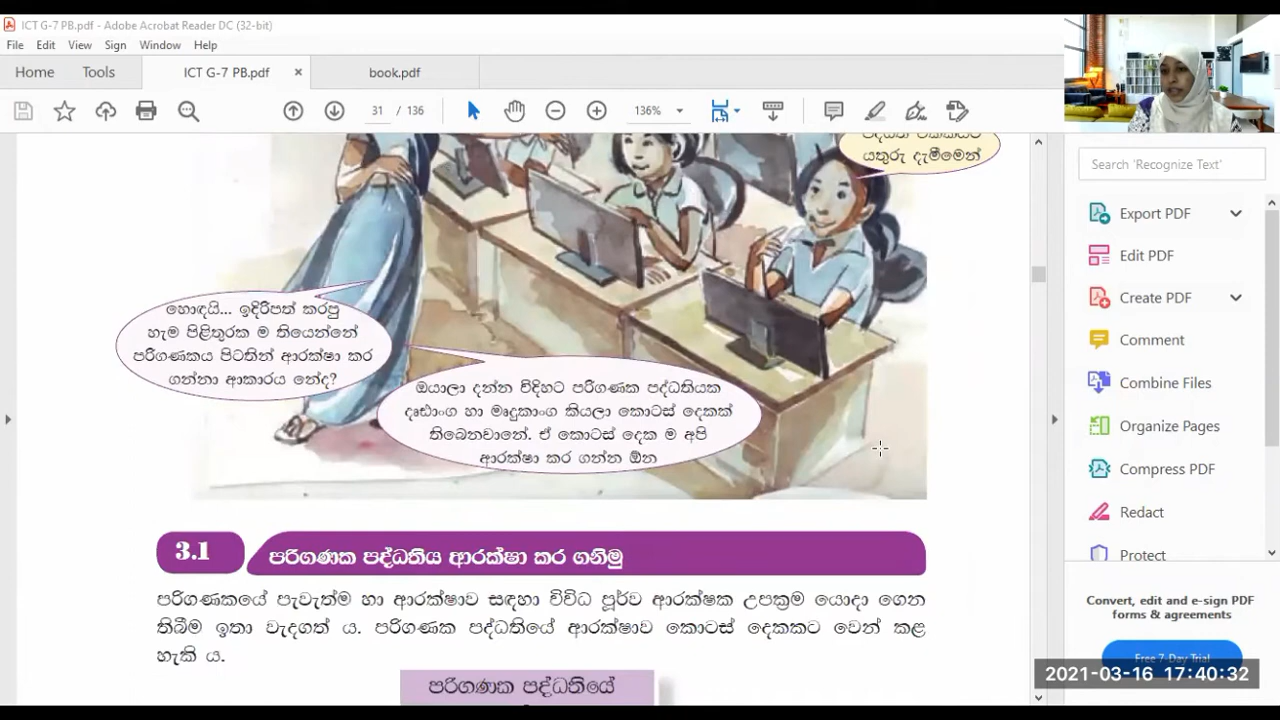 ICT G-7 PB.pdf - Adobe Acrobat Reader DC (32-bit)
File Edit View Sign Window Help
Home Tools ICT G-7 PB.pdf × book.pdf
31 136 136%
යතුරු දැමීමෙන්
Search 'Recognize Text'
Export PDF
Edit PDF
Create PDF
Comment
Combine Files
Organize Pages
Compress PDF
Redact
Protect
Convert, edit and e-sign PDF
forms & agreements
Free 7-Day Trial
2021-03-16 17:40:32
හොඳයි... ඉදිරිපත් කරපු
හැම පිළිතුරක ම තියෙන්නේ
පරිගණකය පිටතින් ආරක්ෂා කර
ගන්නා ආකාරය නේද?
ඔයාලා දන්න විදිහට පරිගණක පද්ධතියක
දෘඪාංග හා මෘදුකාංග කියලා කොටස් දෙකක්
තිබෙනවානේ. ඒ කොටස් දෙක ම අපි
ආරක්ෂා කර ගන්න ඕන
3.1 පරිගණක පද්ධතිය ආරක්ෂා කර ගනිමු
පරිගණකයේ පැවැත්ම හා ආරක්ෂාව සඳහා විවිධ පූර්ව ආරක්ෂක උපක්‍රම යොදා ගෙන
තිබීම ඉතා වැදගත් ය. පරිගණක පද්ධතියේ ආරක්ෂාව කොටස් දෙකකට වෙන් කළ
හැකි ය.
පරිගණක පද්ධතියේ